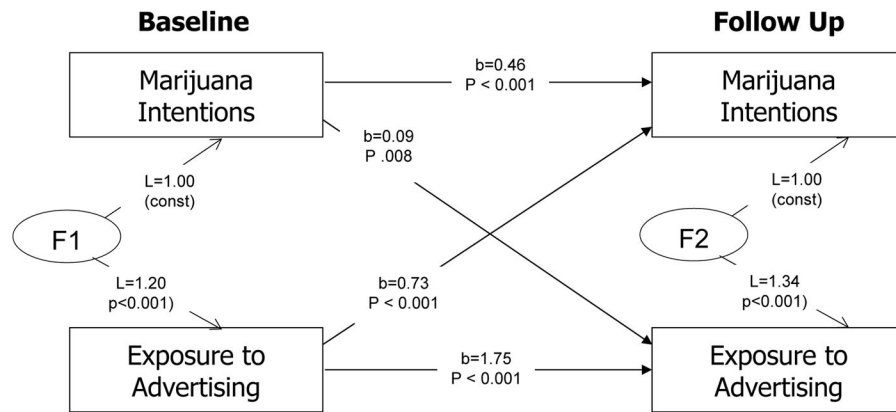 Baseline
Follow Up
Marijuana
Intentions
b=0.46
P < 0.001
Marijuana
Intentions
b=0.09
P .008
L=1.00
(const)
L=1.00
(const)
F1
F2
L=1.20
p<0.001)
b=0.73
P < 0.001
L=1.34
p<0.001)
Exposure to
Advertising
b=1.75
P < 0.001
Exposure to
Advertising